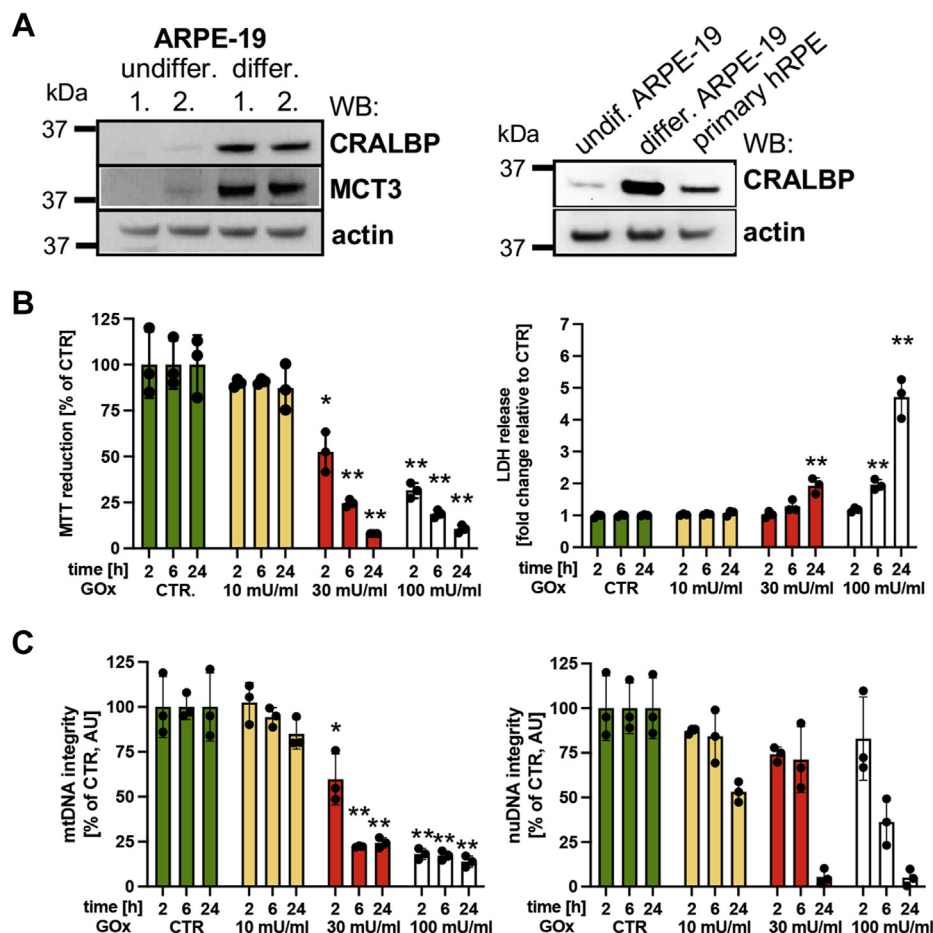 A
ARPE-19
undiffer. differ.
kDa 1. 2. 1. 2. WB:
37 CRALBP
37 MCT3
37 actin
undif. ARPE-19
differ. ARPE-19
primary hRPE
kDa WB:
37 CRALBP
37 actin
B
MTT reduction [% of CTR]
125
100
75
50
25
0
* ** ** ** ** **
time [h] 2 6 24 2 6 24 2 6 24 2 6 24
GOx CTR. 10 mU/ml 30 mU/ml 100 mU/ml
LDH release
[fold change relative to CTR]
7
6
5
4
3
2
1
0
** ** **
time [h] 2 6 24 2 6 24 2 6 24 2 6 24
GOx CTR 10 mU/ml 30 mU/ml 100 mU/ml
C
mtDNA integrity
[% of CTR, AU]
125
100
75
50
25
0
* ** ** ** ** **
time [h] 2 6 24 2 6 24 2 6 24 2 6 24
GOx CTR 10 mU/ml 30 mU/ml 100 mU/ml
nuDNA integrity
[% of CTR, AU]
125
100
75
50
25
0
time [h] 2 6 24 2 6 24 2 6 24 2 6 24
GOx CTR 10 mU/ml 30 mU/ml 100 mU/ml